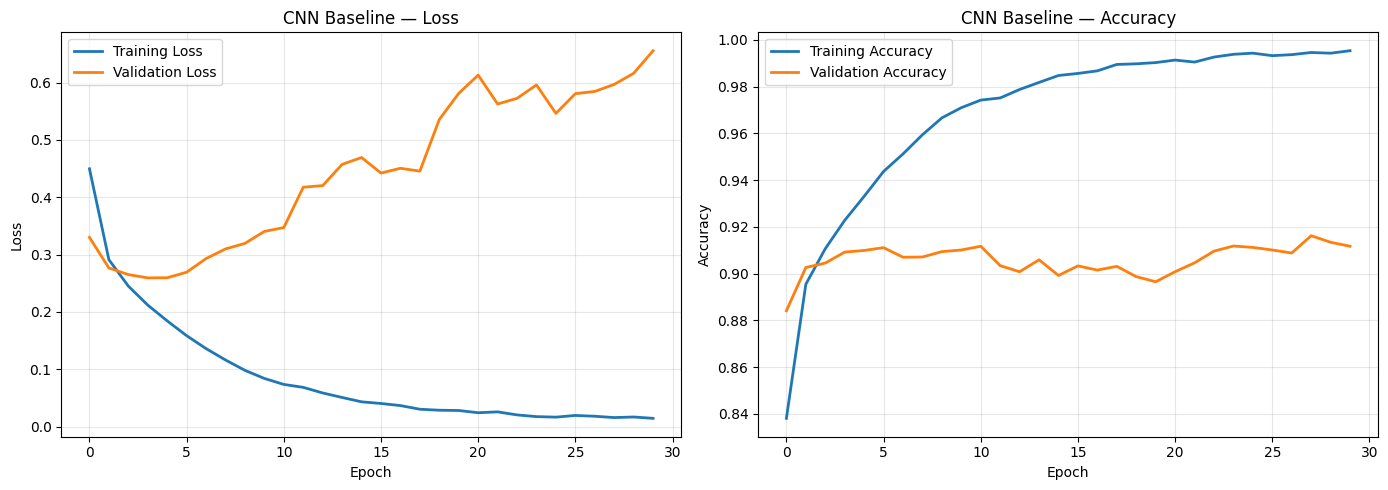 CNN Baseline — Loss
Training Loss
Validation Loss
0.6
0.5
0.4
0.3
0.2
0.1
0.0
Loss
0 5 10 15 20 25 30
Epoch
CNN Baseline — Accuracy
Training Accuracy
Validation Accuracy
1.00
0.98
0.96
0.94
0.92
0.90
0.88
0.86
0.84
Accuracy
0 5 10 15 20 25 30
Epoch